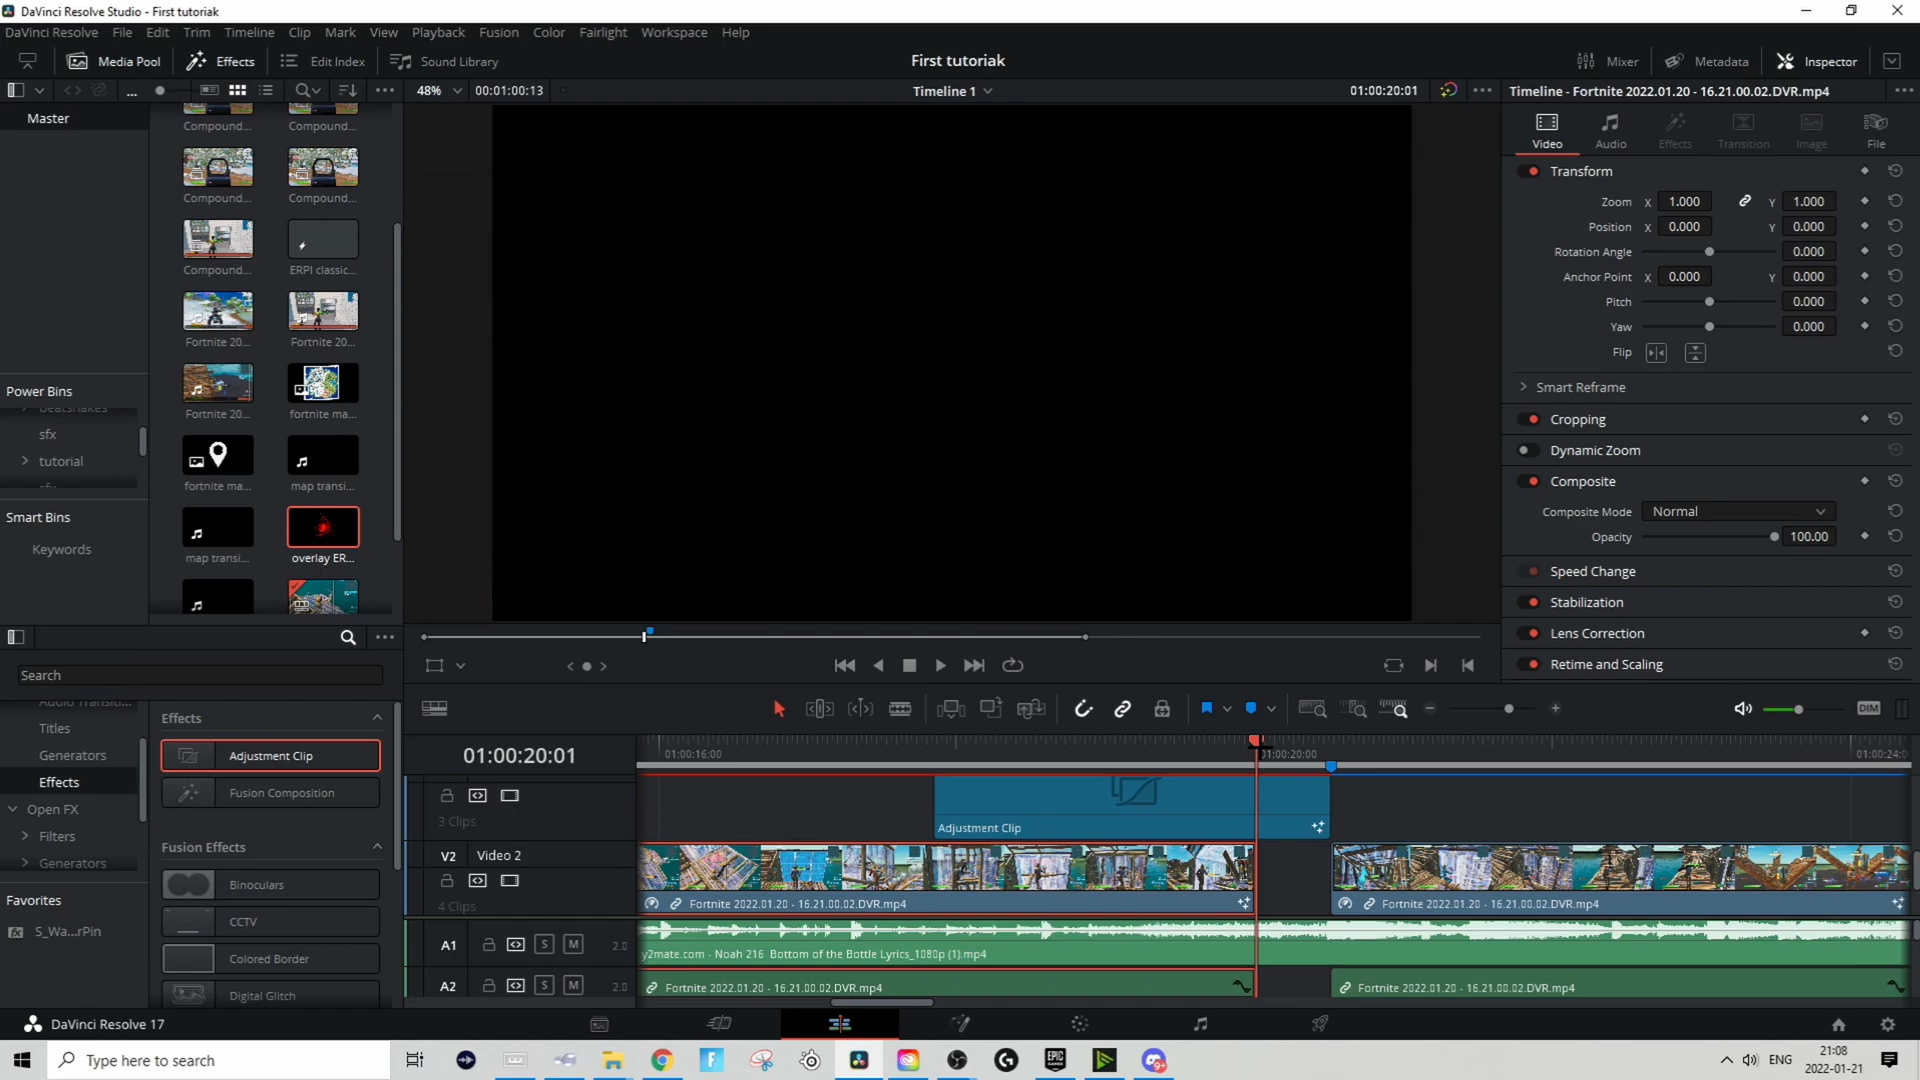 DaVinci Resolve Studio - First tutoriak
DaVinci Resolve File Edit Trim Timeline Clip Mark View Playback Fusion Color Fairlight Workspace Help
Media Pool Effects Edit Index Sound Library
First tutoriak
Mixer Metadata Inspector
... 48% 00:01:00:13
Timeline 1
01:00:20:01
Timeline - Fortnite 2022.01.20 - 16.21.00.02.DVR.mp4
Master
Compound... Compound...
Compound... Compound...
Compound... ERPI classic...
Fortnite 20... Fortnite 20...
Fortnite 20... fortnite ma...
fortnite ma... map transi...
map transi... overlay ER...
Power Bins
sfx
tutorial
Smart Bins
Keywords
Video Audio Effects Transition Image File
Transform
Zoom X 1.000 Y 1.000
Position X 0.000 Y 0.000
Rotation Angle 0.000
Anchor Point X 0.000 Y 0.000
Pitch 0.000
Yaw 0.000
Flip
Smart Reframe
Cropping
Dynamic Zoom
Composite
Composite Mode Normal
Opacity 100.00
Speed Change
Stabilization
Lens Correction
Retime and Scaling
Search
Audio Transiti...
Titles
Generators
Effects
Open FX
Filters
Generators
Favorites
S_Wa...rPin
Effects
Adjustment Clip
Fusion Composition
Fusion Effects
Binoculars
CCTV
Colored Border
Digital Glitch
DIM
01:00:20:01
01:00:16:00 01:00:20:00 01:00:24:0
3 Clips
Adjustment Clip
V2 Video 2
4 Clips
Fortnite 2022.01.20 - 16.21.00.02.DVR.mp4
Fortnite 2022.01.20 - 16.21.00.02.DVR.mp4
A1 S M 2.0
y2mate.com - Noah 216 Bottom of the Bottle Lyrics_1080p (1).mp4
A2 S M 2.0
Fortnite 2022.01.20 - 16.21.00.02.DVR.mp4
Fortnite 2022.01.20 - 16.21.00.02.DVR.mp4
DaVinci Resolve 17
Type here to search
EPIC GAMES
ENG
21:08
2022-01-21